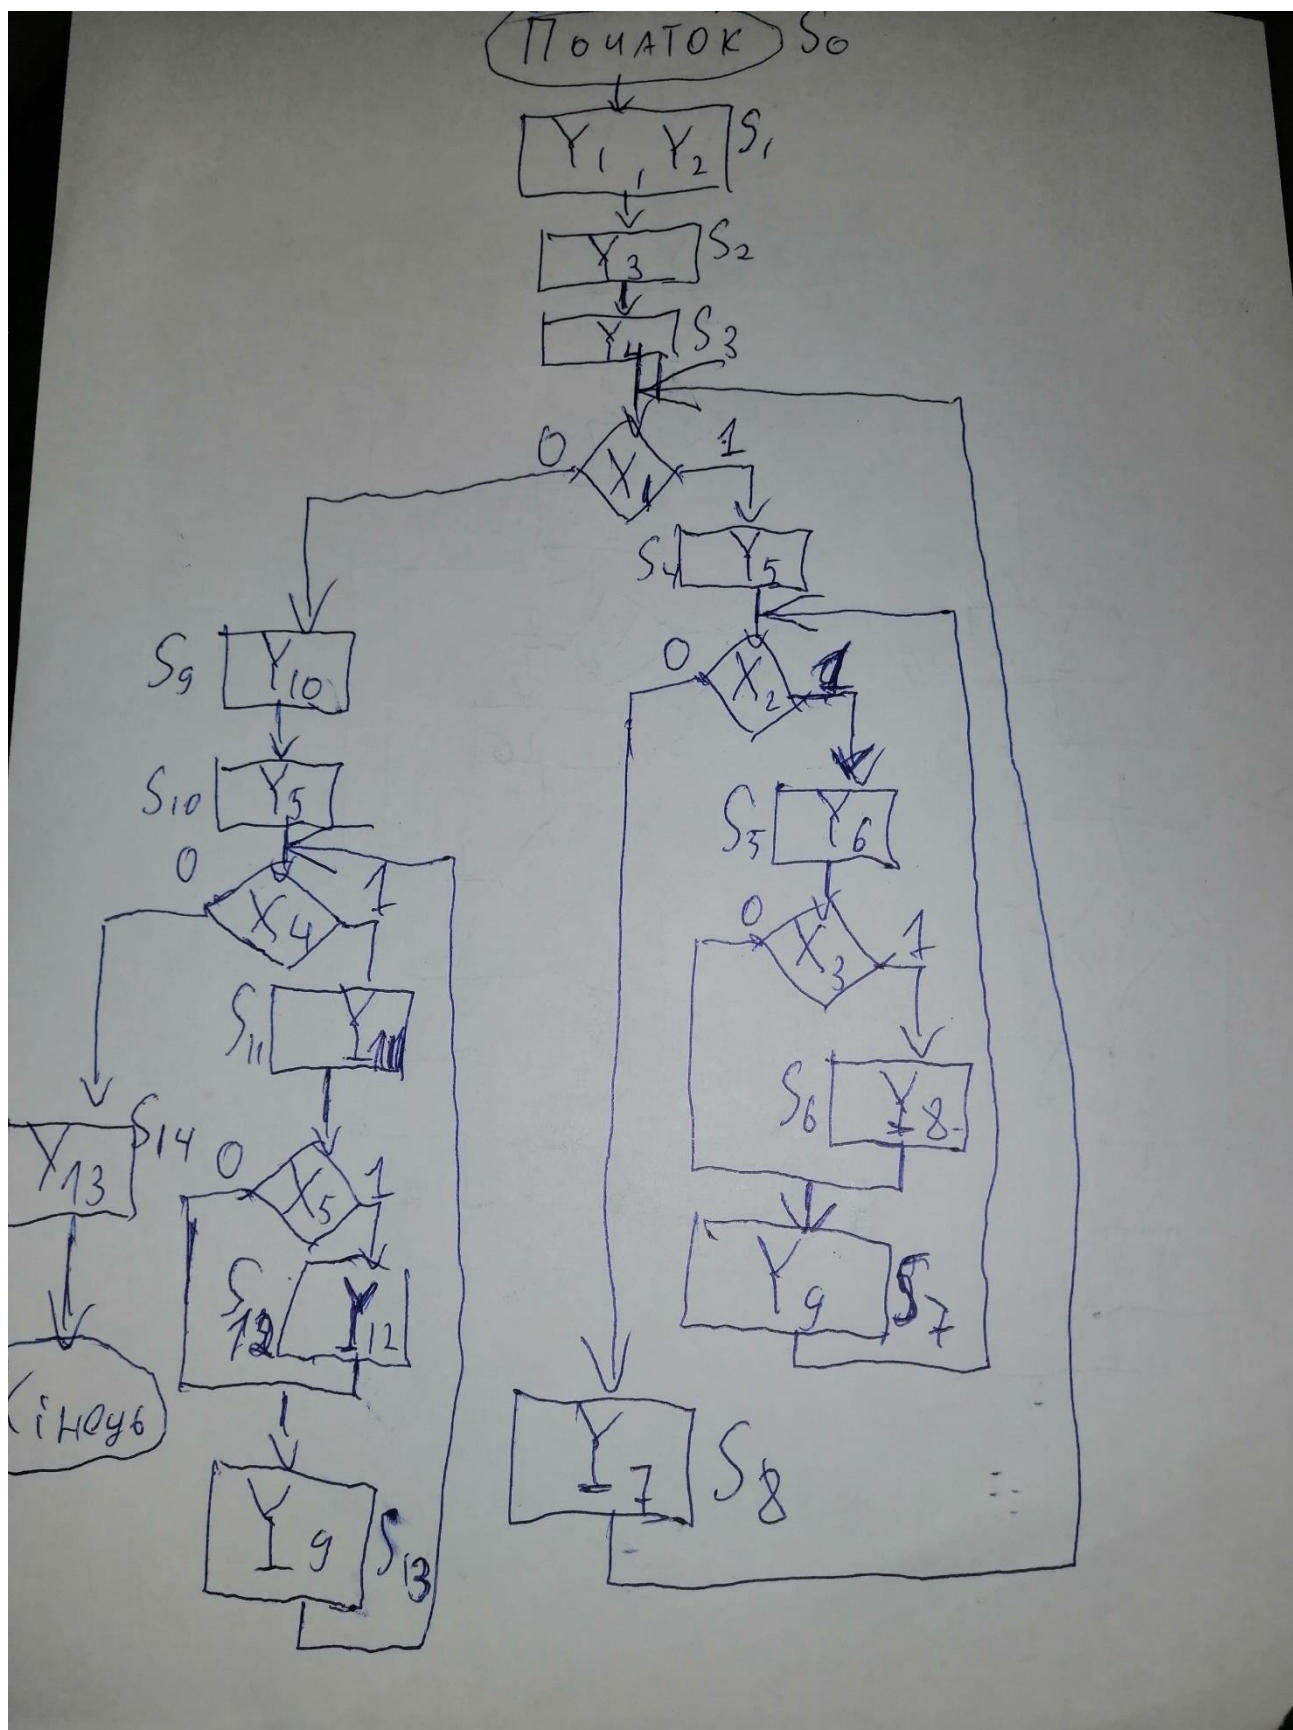 Початок S0
Y1, Y2 S1
Y3 S2
Y4 S3
0 X1 1
S4 Y5
0 X2 1
S9 Y10
S10 Y5
S5 Y6
0 X4 1
0 X3 1
S11 Y11
S6 Y8
Y13 S14
0 X5 1
S12 Y12
Y9 S7
Кінець
Y7 S8
Y9 S13